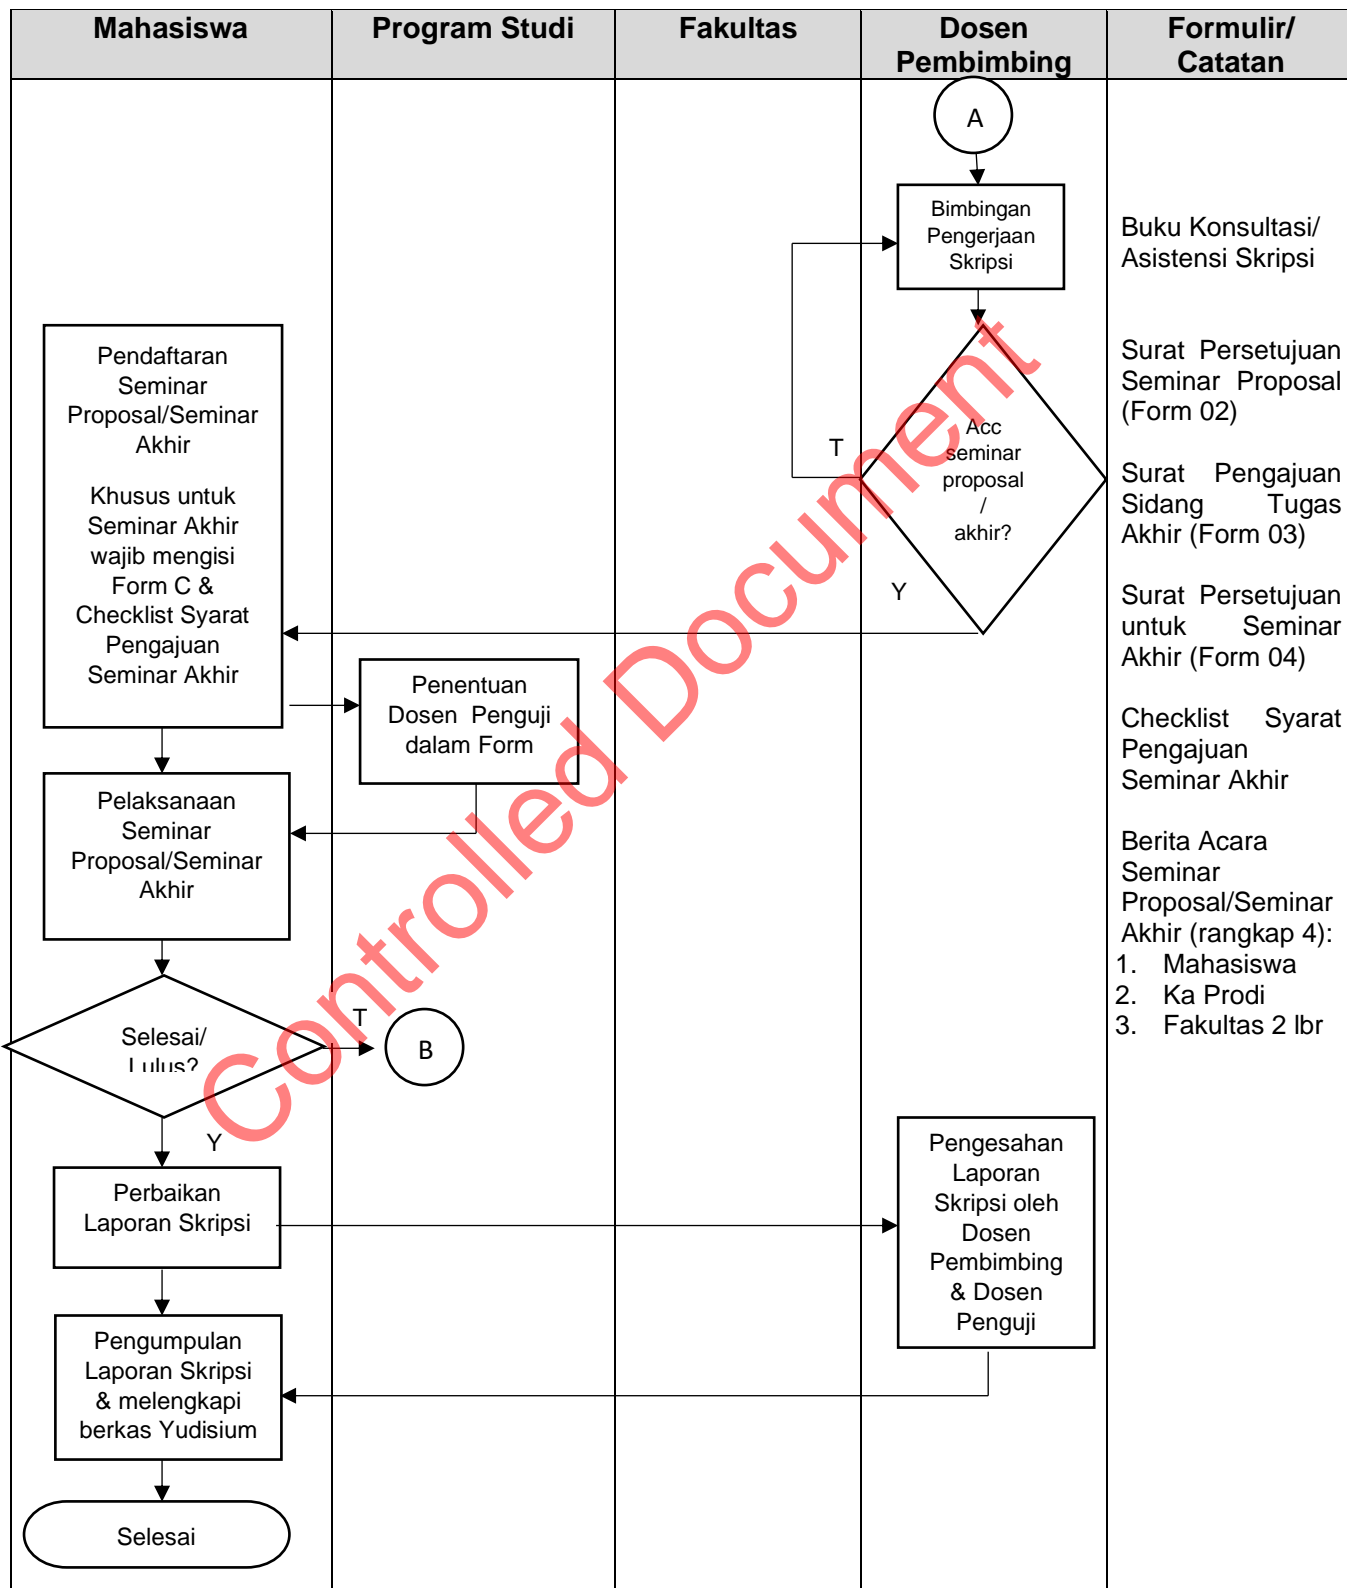 Mahasiswa
Program Studi
Fakultas
Dosen
Pembimbing
Formulir/
Catatan
A
Bimbingan
Pengerjaan
Skripsi
Buku Konsultasi/
Asistensi Skripsi
Pendaftaran
Seminar
Proposal/Seminar
Akhir
Khusus untuk
Seminar Akhir
wajib mengisi
Form C &
Checklist Syarat
Pengajuan
Seminar Akhir
T
Acc
seminar
proposal
/
akhir?
Y
Surat Persetujuan
Seminar Proposal
(Form 02)
Surat Pengajuan
Sidang Tugas
Akhir (Form 03)
Surat Persetujuan
untuk Seminar
Akhir (Form 04)
Checklist Syarat
Pengajuan
Seminar Akhir
Berita Acara
Seminar
Proposal/Seminar
Akhir (rangkap 4):
1. Mahasiswa
2. Ka Prodi
3. Fakultas 2 lbr
Penentuan
Dosen Penguji
dalam Form
Pelaksanaan
Seminar
Proposal/Seminar
Akhir
Selesai/
Lulus?
T
B
Y
Perbaikan
Laporan Skripsi
Pengesahan
Laporan
Skripsi oleh
Dosen
Pembimbing
& Dosen
Penguji
Pengumpulan
Laporan Skripsi
& melengkapi
berkas Yudisium
Selesai
Controlled Document